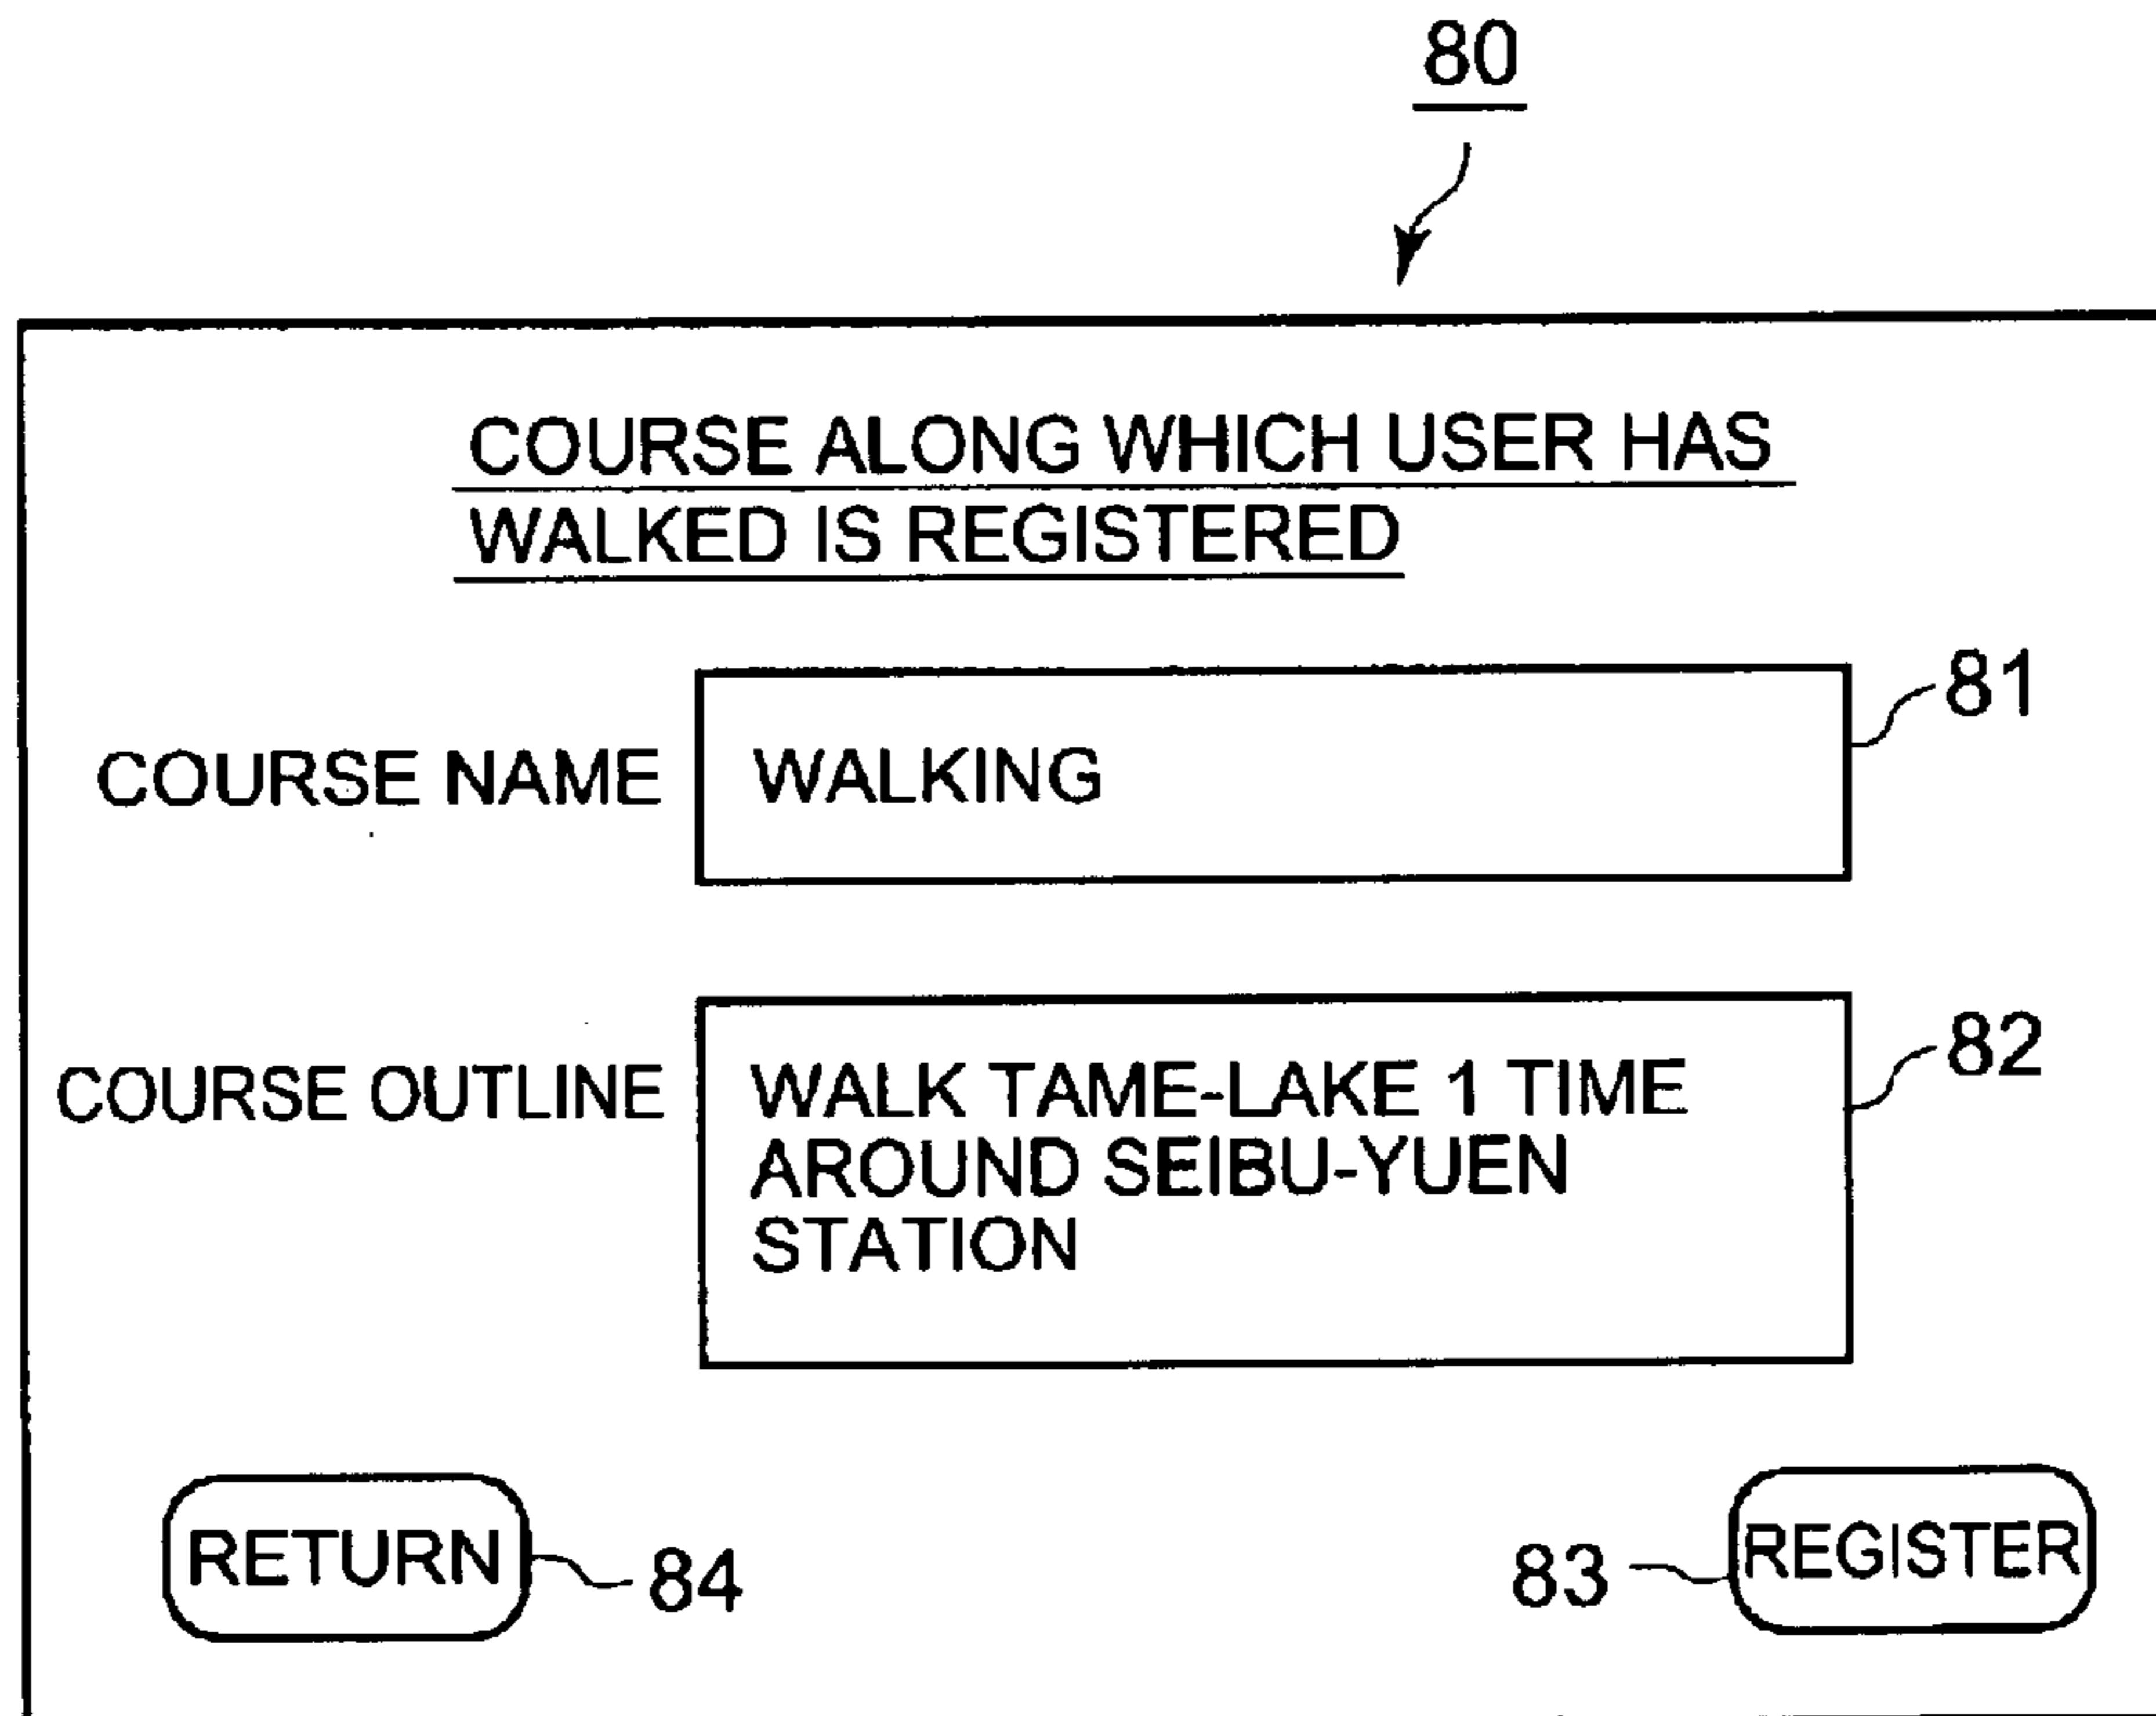 80
COURSE ALONG WHICH USER HAS
WALKED IS REGISTERED
81
COURSE NAME WALKING
82
COURSE OUTLINE WALK TAME-LAKE 1 TIME
AROUND SEIBU-YUEN
STATION
RETURN 84 83 REGISTER